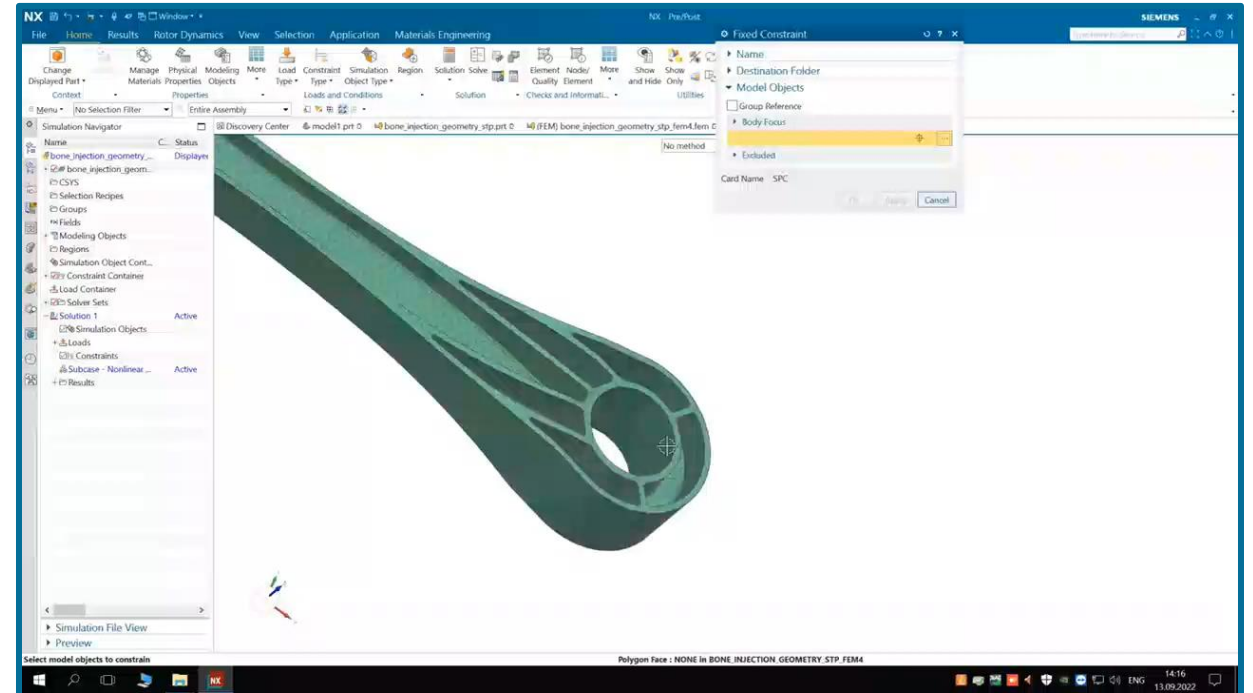 NX Window NX Pre/Post SIEMENS
File Home Results Rotor Dynamics View Selection Application Materials Engineering
Change Displayed Part
Manage Materials
Physical Properties
Modeling Objects
More
Load Type
Constraint Type
Simulation Object Type
Region
Solution
Solve
Element Quality
Node/ Element
More
Show and Hide
Show Only
Context Properties Loads and Conditions Solution Checks and Informati... Utilities
Menu No Selection Filter Entire Assembly
Simulation Navigator
Discovery Center model1.prt bone_injection_geometry_stp.prt (FEM) bone_injection_geometry_stp_fem4.fem
Name C... Status
bone_injection_geometry_... Displayed
bone_injection_geom...
CSYS
Selection Recipes
Groups
Fields
Modeling Objects
Regions
Simulation Object Cont...
Constraint Container
Load Container
Solver Sets
Solution 1 Active
Simulation Objects
Loads
Constraints
Subcase - Nonlinear ... Active
Results
Simulation File View
Preview
No method
Fixed Constraint
Name
Destination Folder
Model Objects
Group Reference
Body Focus
Excluded
Card Name SPC
OK Apply Cancel
Select model objects to constrain
Polygon Face : NONE in BONE_INJECTION_GEOMETRY_STP_FEM4
NX
ENG
14:16
13.09.2022